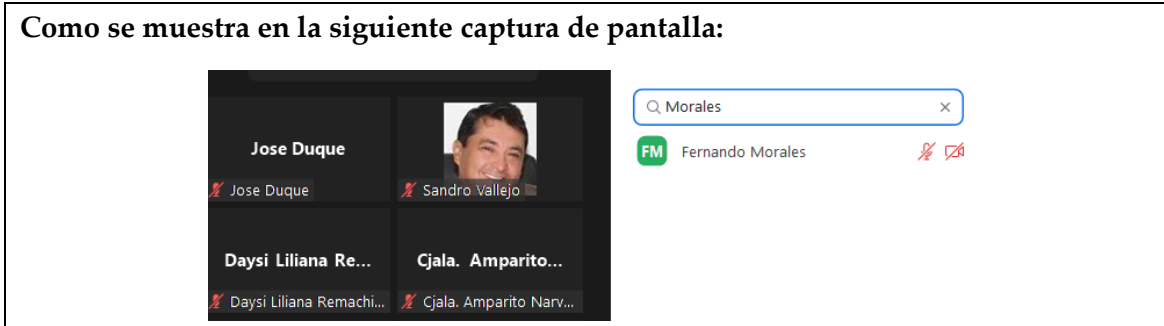 Como se muestra en la siguiente captura de pantalla:
Jose Duque
Jose Duque
Sandro Vallejo
Daysi Liliana Re...
Cjala. Amparito...
Daysi Liliana Remachi...
Cjala. Amparito Narv...
Morales
FM Fernando Morales